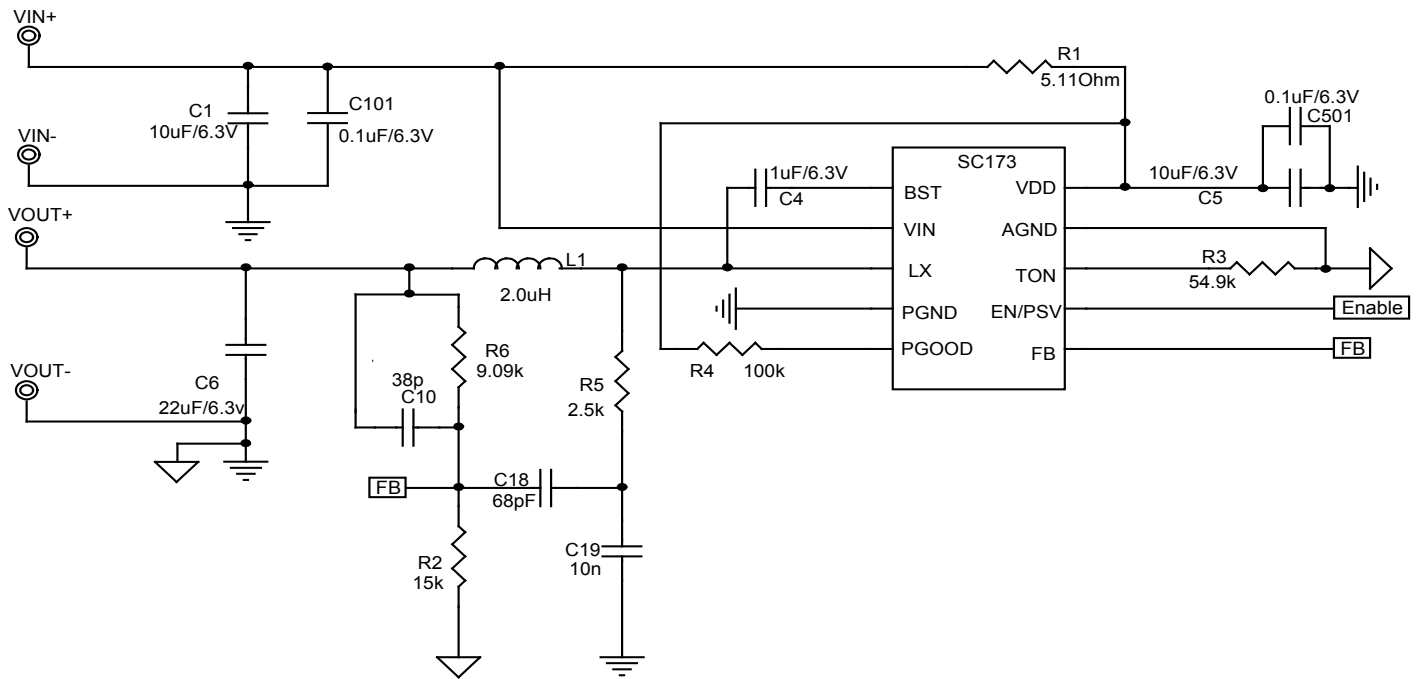 VIN+
R1
5.11Ohm
C1
10uF/6.3V
C101
0.1uF/6.3V
0.1uF/6.3V
C501
VIN-
SC173
1uF/6.3V
C4
BST
VDD
10uF/6.3V
C5
VOUT+
VIN
AGND
L1
2.0uH
LX
TON
R3
54.9k
PGND
EN/PSV
Enable
PGOOD
FB
FB
R4
100k
R6
9.09k
VOUT-
C6
22uF/6.3v
38p
C10
R5
2.5k
FB
C18
68pF
R2
15k
C19
10n